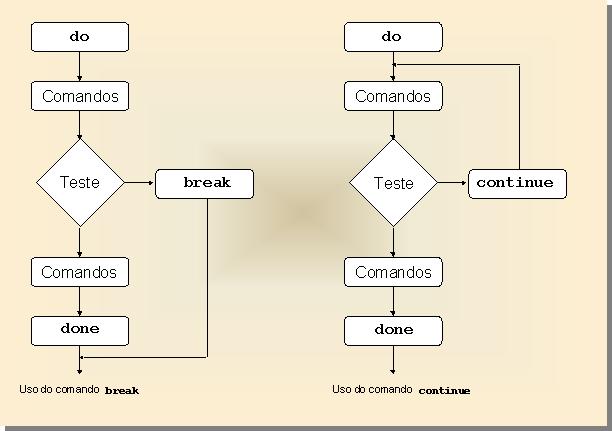 do
Comandos
Teste
break
Comandos
done
Uso do comando break
do
Comandos
Teste
continue
Comandos
done
Uso do comando continue